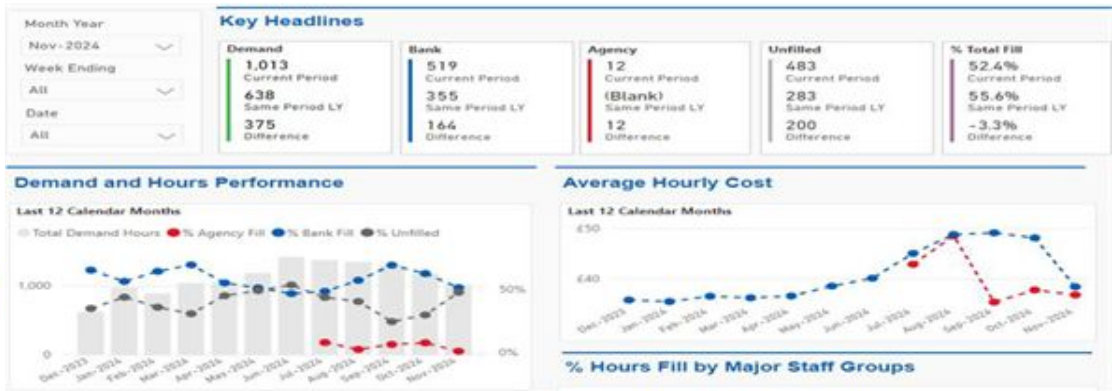 Month Year
Nov-2024
Week Ending
All
Date
All
Key Headlines
Demand
1,013
Current Period
638
Same Period LY
375
Difference
Bank
519
Current Period
355
Same Period LY
164
Difference
Agency
12
Current Period
(Blank)
Same Period LY
12
Difference
Unfilled
483
Current Period
283
Same Period LY
200
Difference
% Total Fill
52.4%
Current Period
55.6%
Same Period LY
-3.3%
Difference
Demand and Hours Performance
Last 12 Calendar Months
Total Demand Hours % Agency Fill % Bank Fill % Unfilled
1,000
0
50%
0%
Dec-2023
Jan-2024
Feb-2024
Mar-2024
Apr-2024
May-2024
Jun-2024
Jul-2024
Aug-2024
Sep-2024
Oct-2024
Nov-2024
Average Hourly Cost
Last 12 Calendar Months
£50
£40
Dec-2023
Jan-2024
Feb-2024
Mar-2024
Apr-2024
May-2024
Jun-2024
Jul-2024
Aug-2024
Sep-2024
Oct-2024
Nov-2024
% Hours Fill by Major Staff Groups